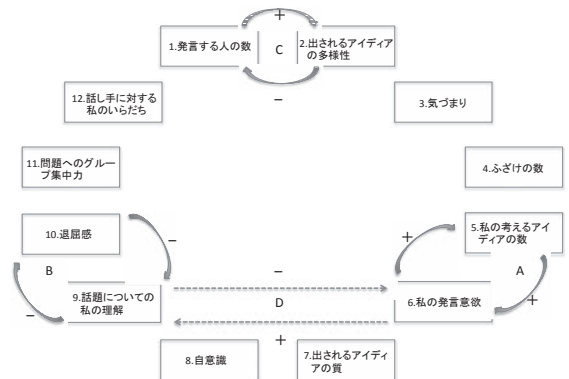 +
1.発言する人の数
C
2.出されるアイディア
の多様性
−
12.話し手に対する
私のいらだち
3.気づまり
11.問題へのグルー
プ集中力
4.ふざけの数
10.退屈感
−
+
5.私の考えるアイ
ディアの数
B
−
A
9.話題についての
私の理解
D
6.私の発言意欲
−
+
+
8.自意識
7.出されるアイディ
アの質